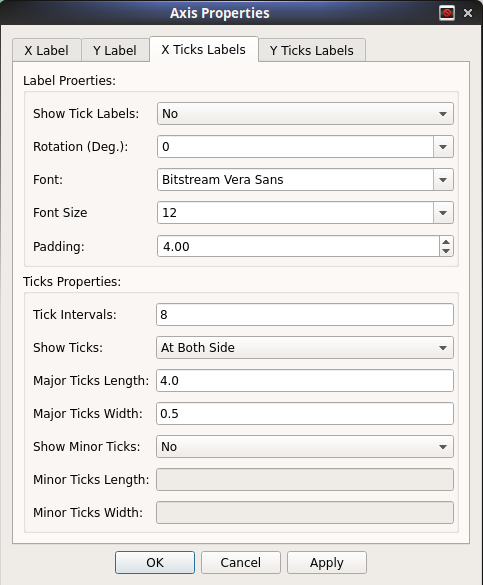 Axis Properties
X Label
Y Label
X Ticks Labels
Y Ticks Labels
Label Proerties:
Show Tick Labels: No
Rotation (Deg.): 0
Font: Bitstream Vera Sans
Font Size 12
Padding: 4.00
Ticks Properties:
Tick Intervals: 8
Show Ticks: At Both Side
Major Ticks Length: 4.0
Major Ticks Width: 0.5
Show Minor Ticks: No
Minor Ticks Length:
Minor Ticks Width:
OK
Cancel
Apply